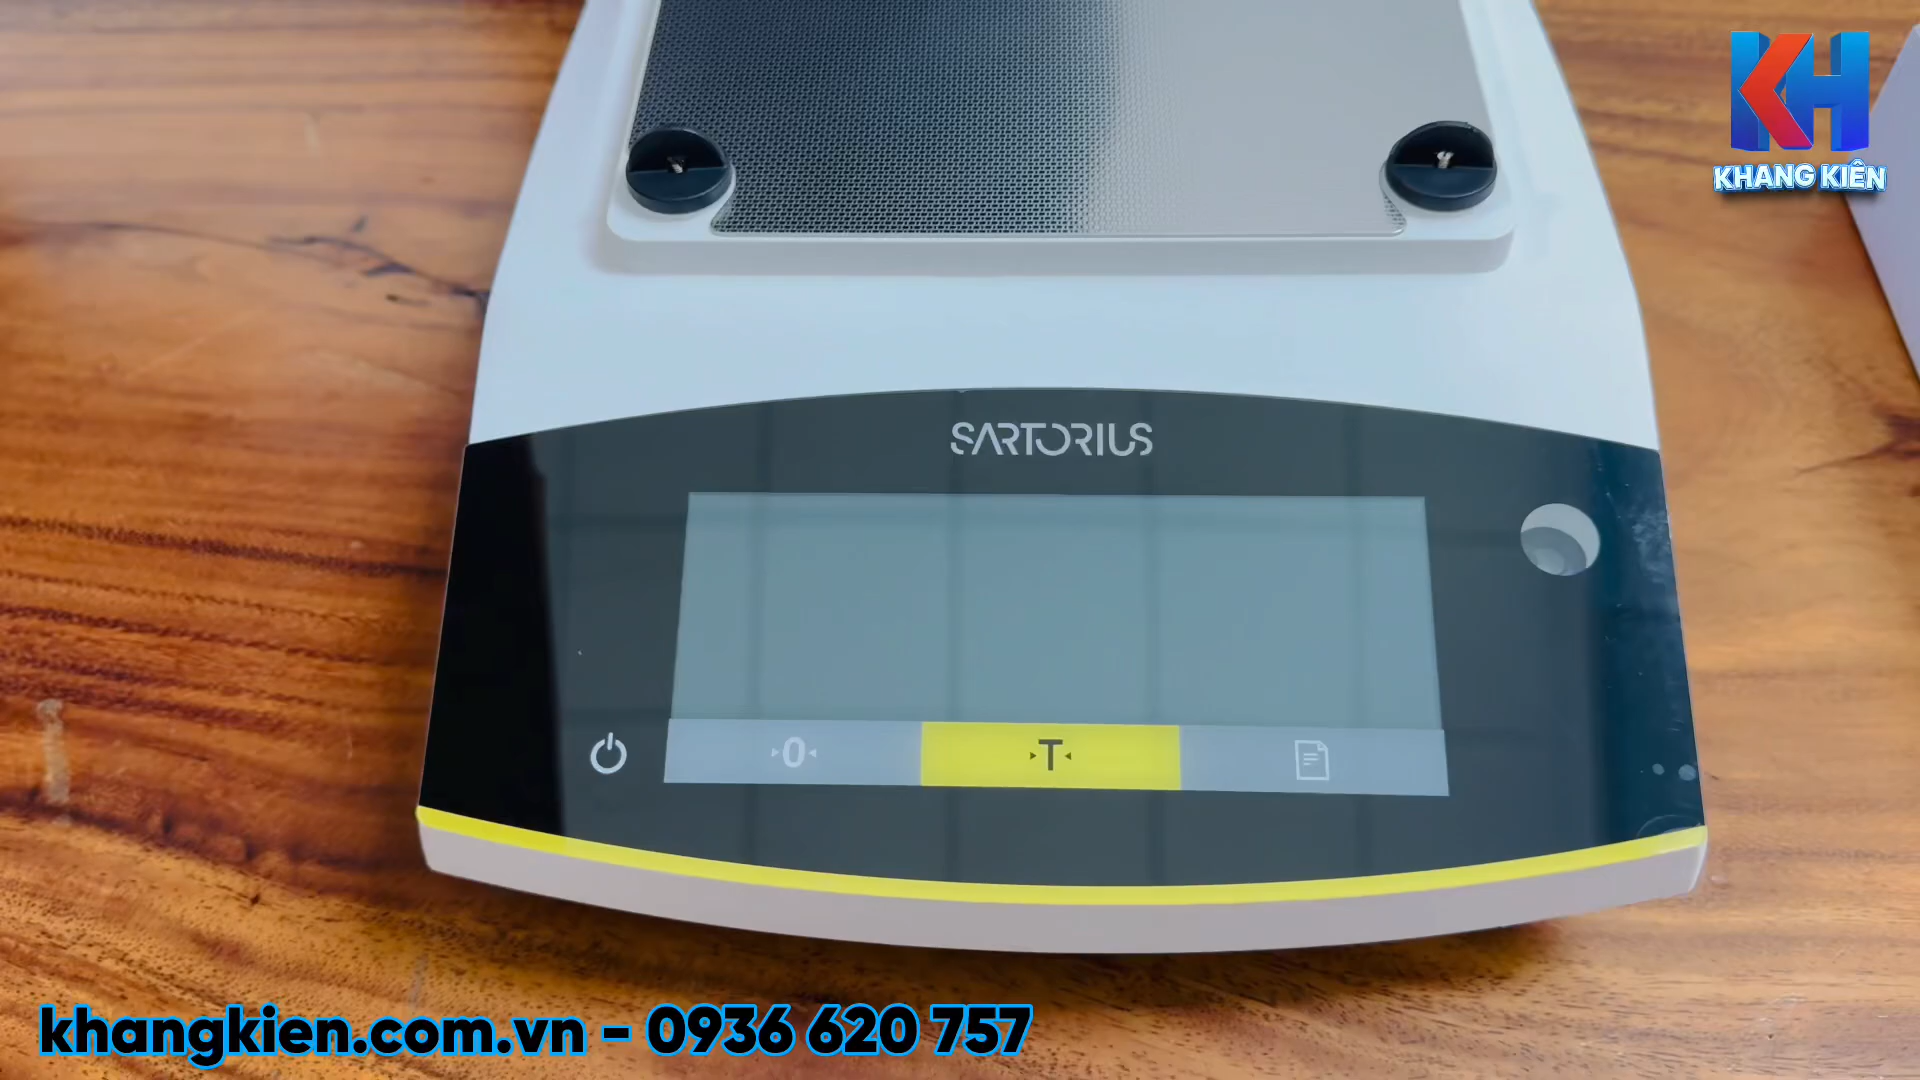 KH
KHANG KIÊN
SARTORIUS
0
T
khangkien.com.vn - 0936 620 757